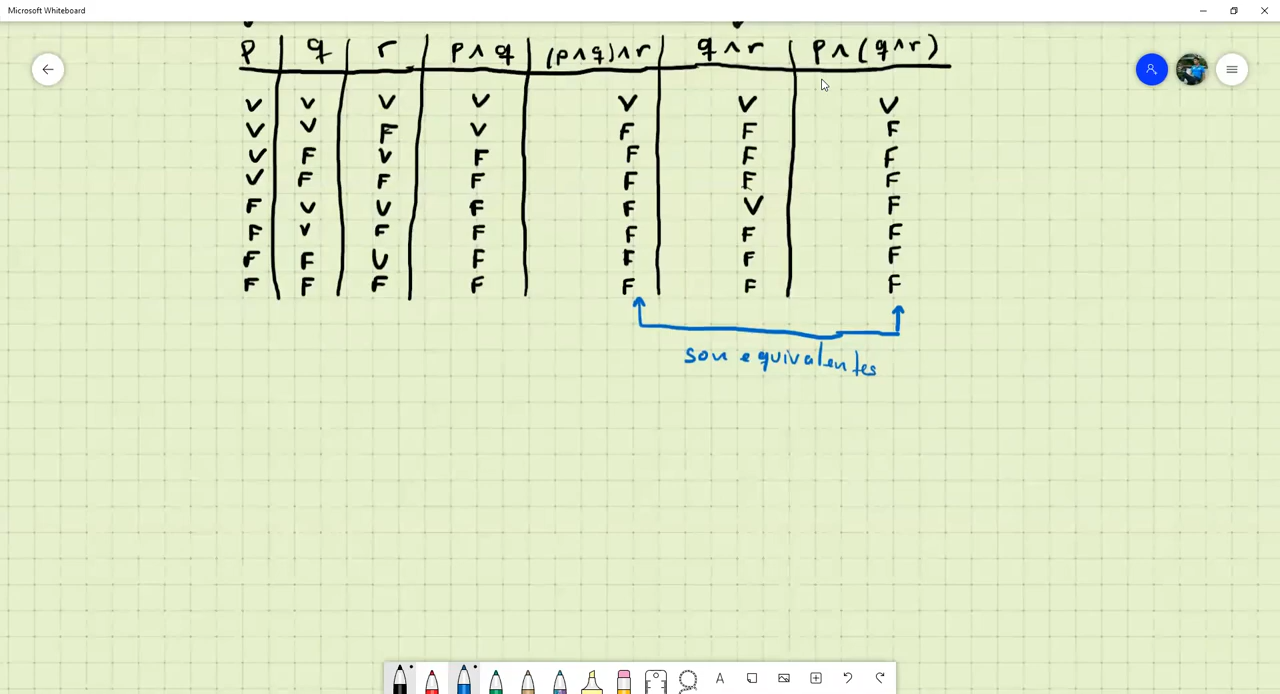 Microsoft Whiteboard
p q r p ∧ q (p ∧ q) ∧ r q ∧ r p ∧ (q ∧ r)
V V V V V V V
V V F V F F F
V F V F F F F
V F F F F F F
F V V F F V F
F V F F F F F
F F V F F F F
F F F F F F F
son equivalentes
A